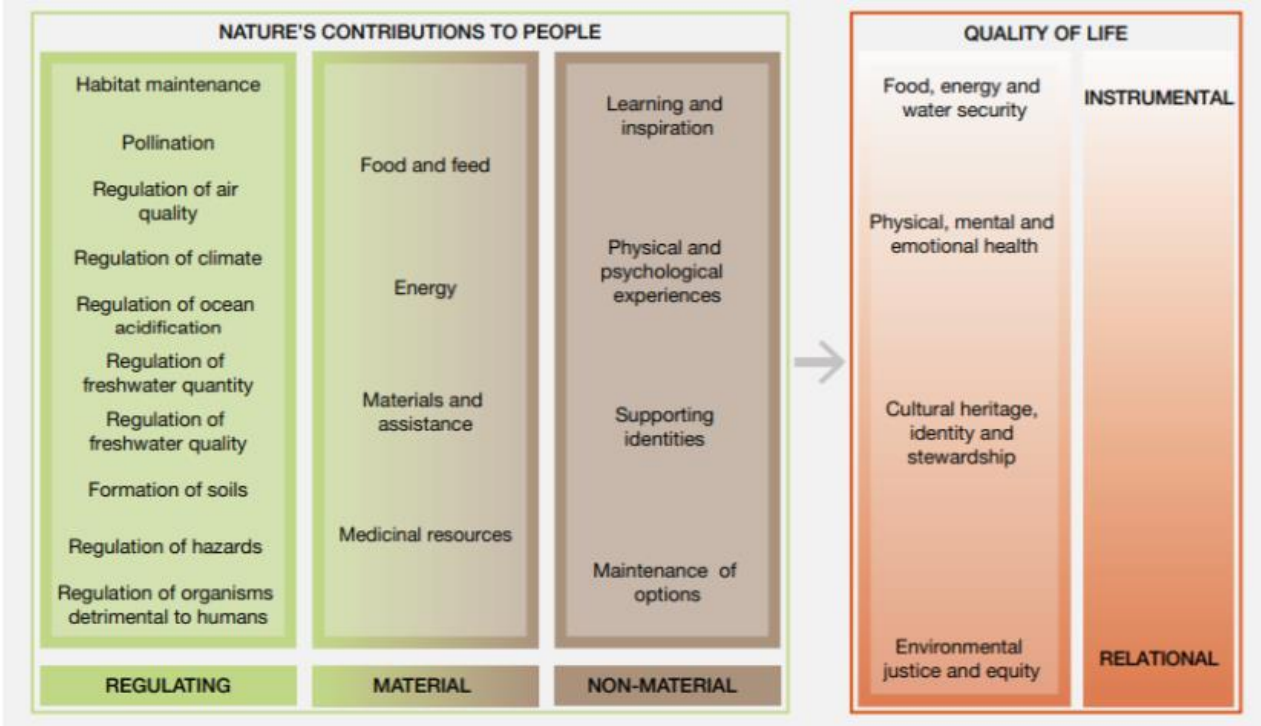 NATURE'S CONTRIBUTIONS TO PEOPLE
Habitat maintenance
Pollination
Regulation of air
quality
Regulation of climate
Regulation of ocean
acidification
Regulation of
freshwater quantity
Regulation of
freshwater quality
Formation of soils
Regulation of hazards
Regulation of organisms
detrimental to humans
REGULATING
Food and feed
Energy
Materials and
assistance
Medicinal resources
MATERIAL
Learning and
inspiration
Physical and
psychological
experiences
Supporting
identities
Maintenance of
options
NON-MATERIAL
QUALITY OF LIFE
Food, energy and
water security
Physical, mental and
emotional health
Cultural heritage,
identity and
stewardship
Environmental
justice and equity
INSTRUMENTAL
RELATIONAL